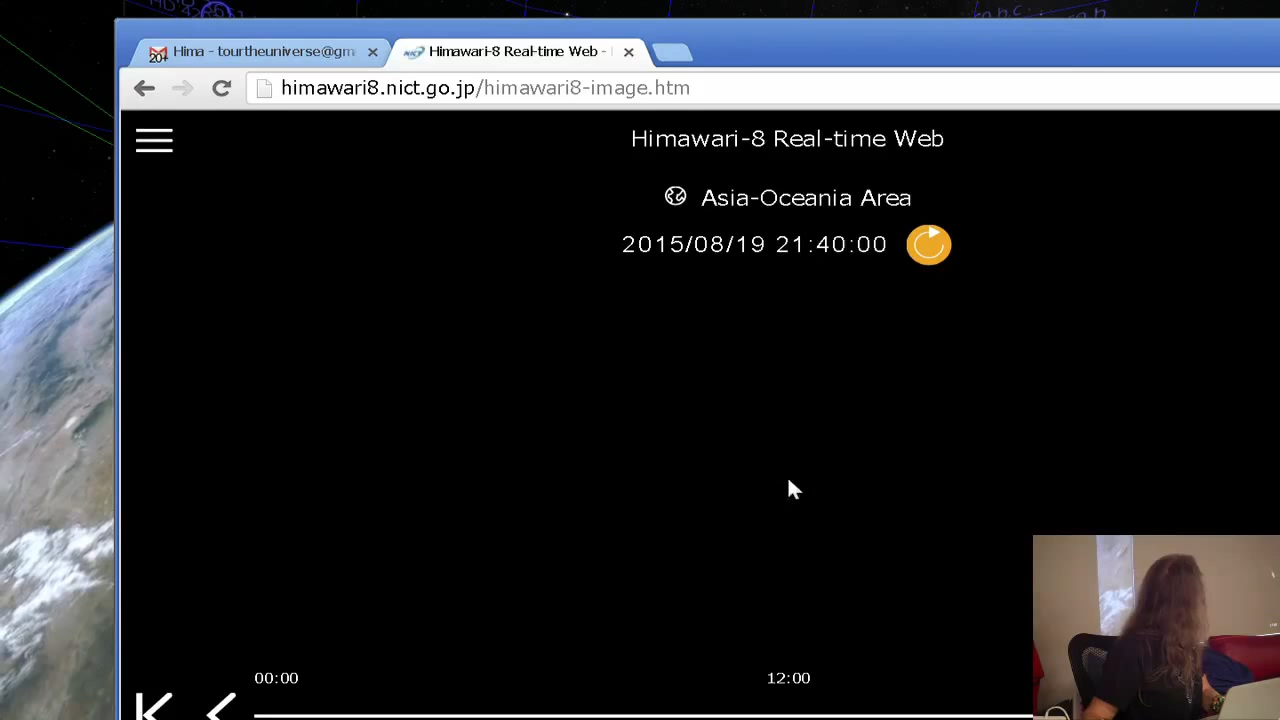 Hima - tourtheuniverse@gm
20+
Himawari-8 Real-time Web -
himawari8.nict.go.jp/himawari8-image.htm
Himawari-8 Real-time Web
Asia-Oceania Area
2015/08/19 21:40:00
00:00
12:00